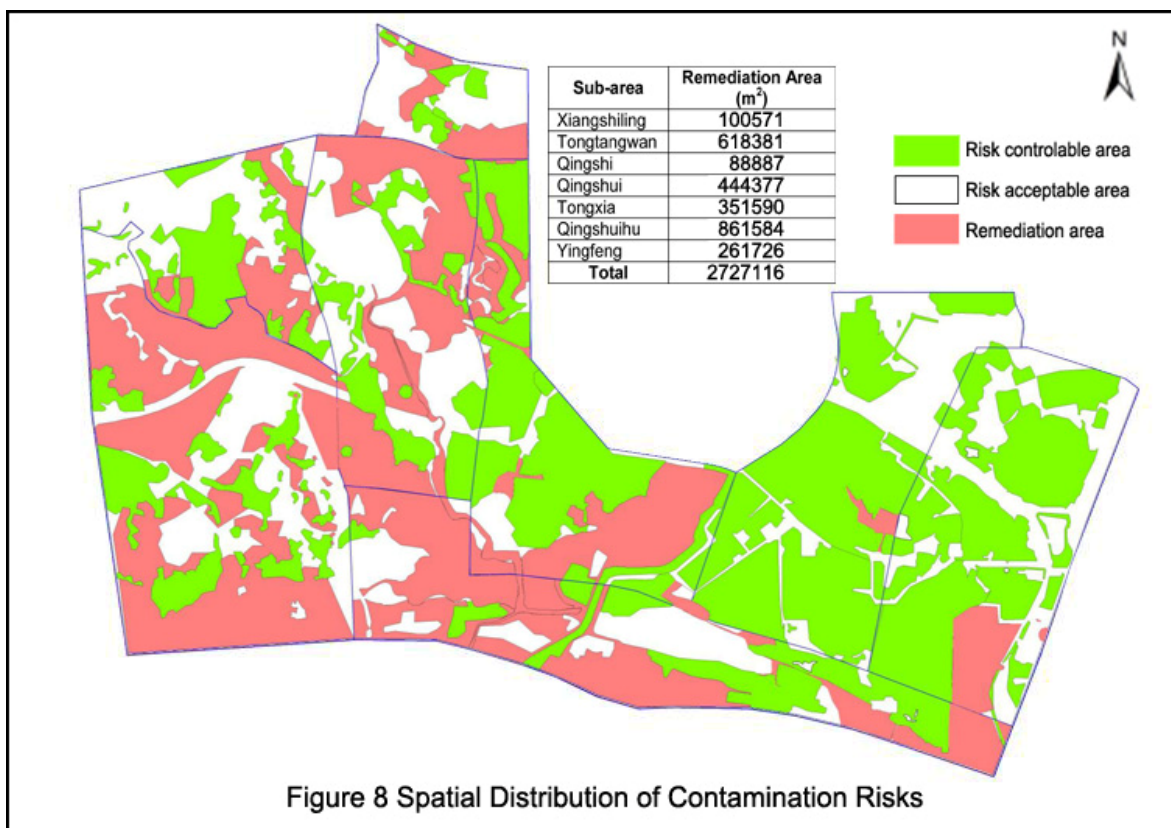 N
Sub-area Remediation Area (m²)
Xiangshiling 100571
Tongtangwan 618381
Qingshi 88887
Qingshui 444377
Tongxia 351590
Qingshuihu 861584
Yingfeng 261726
Total 2727116
Risk controlable area
Risk acceptable area
Remediation area
Figure 8 Spatial Distribution of Contamination Risks